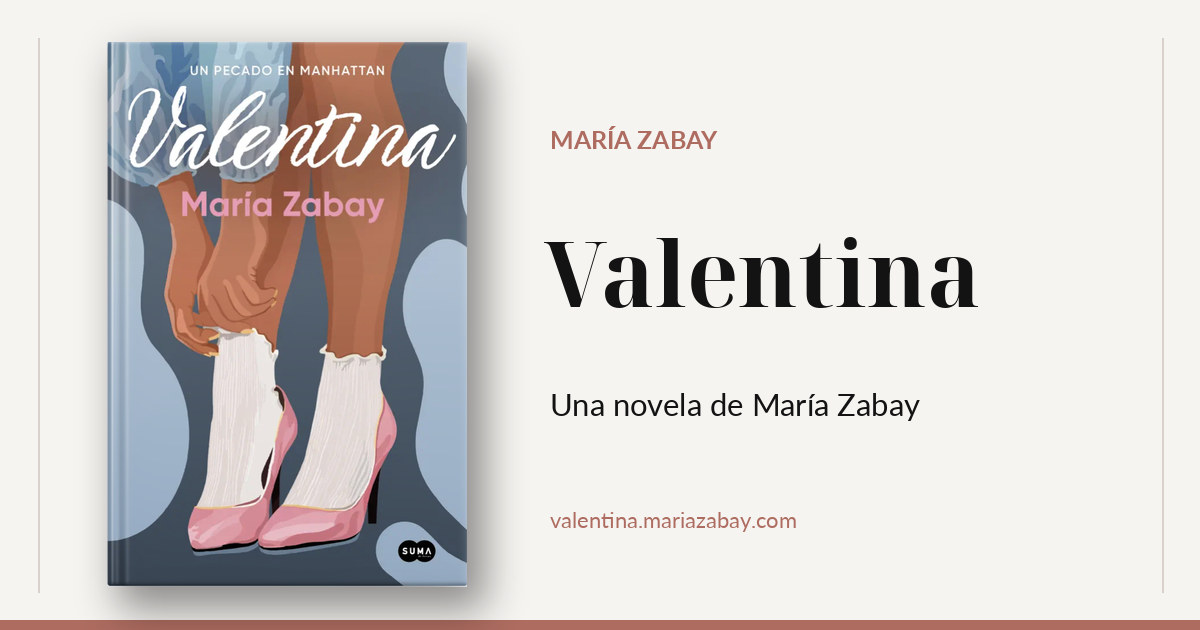 UN PECADO EN MANHATTAN
Valentina
María Zabay
SUMA
MARÍA ZABAY
Valentina
Una novela de María Zabay
valentina.mariazabay.com